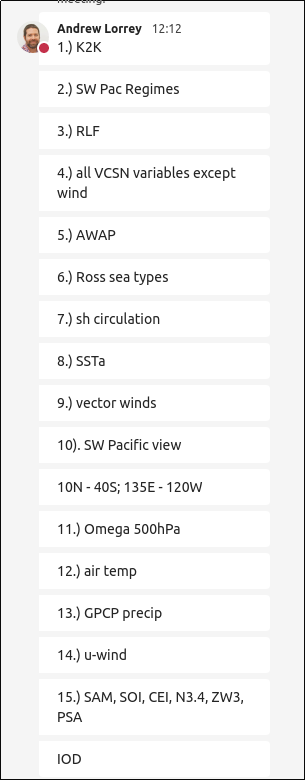 meeting!
Andrew Lorrey 12:12
1.) K2K
2.) SW Pac Regimes
3.) RLF
4.) all VCSN variables except
wind
5.) AWAP
6.) Ross sea types
7.) sh circulation
8.) SSTa
9.) vector winds
10). SW Pacific view
10N - 40S; 135E - 120W
11.) Omega 500hPa
12.) air temp
13.) GPCP precip
14.) u-wind
15.) SAM, SOI, CEI, N3.4, ZW3,
PSA
IOD